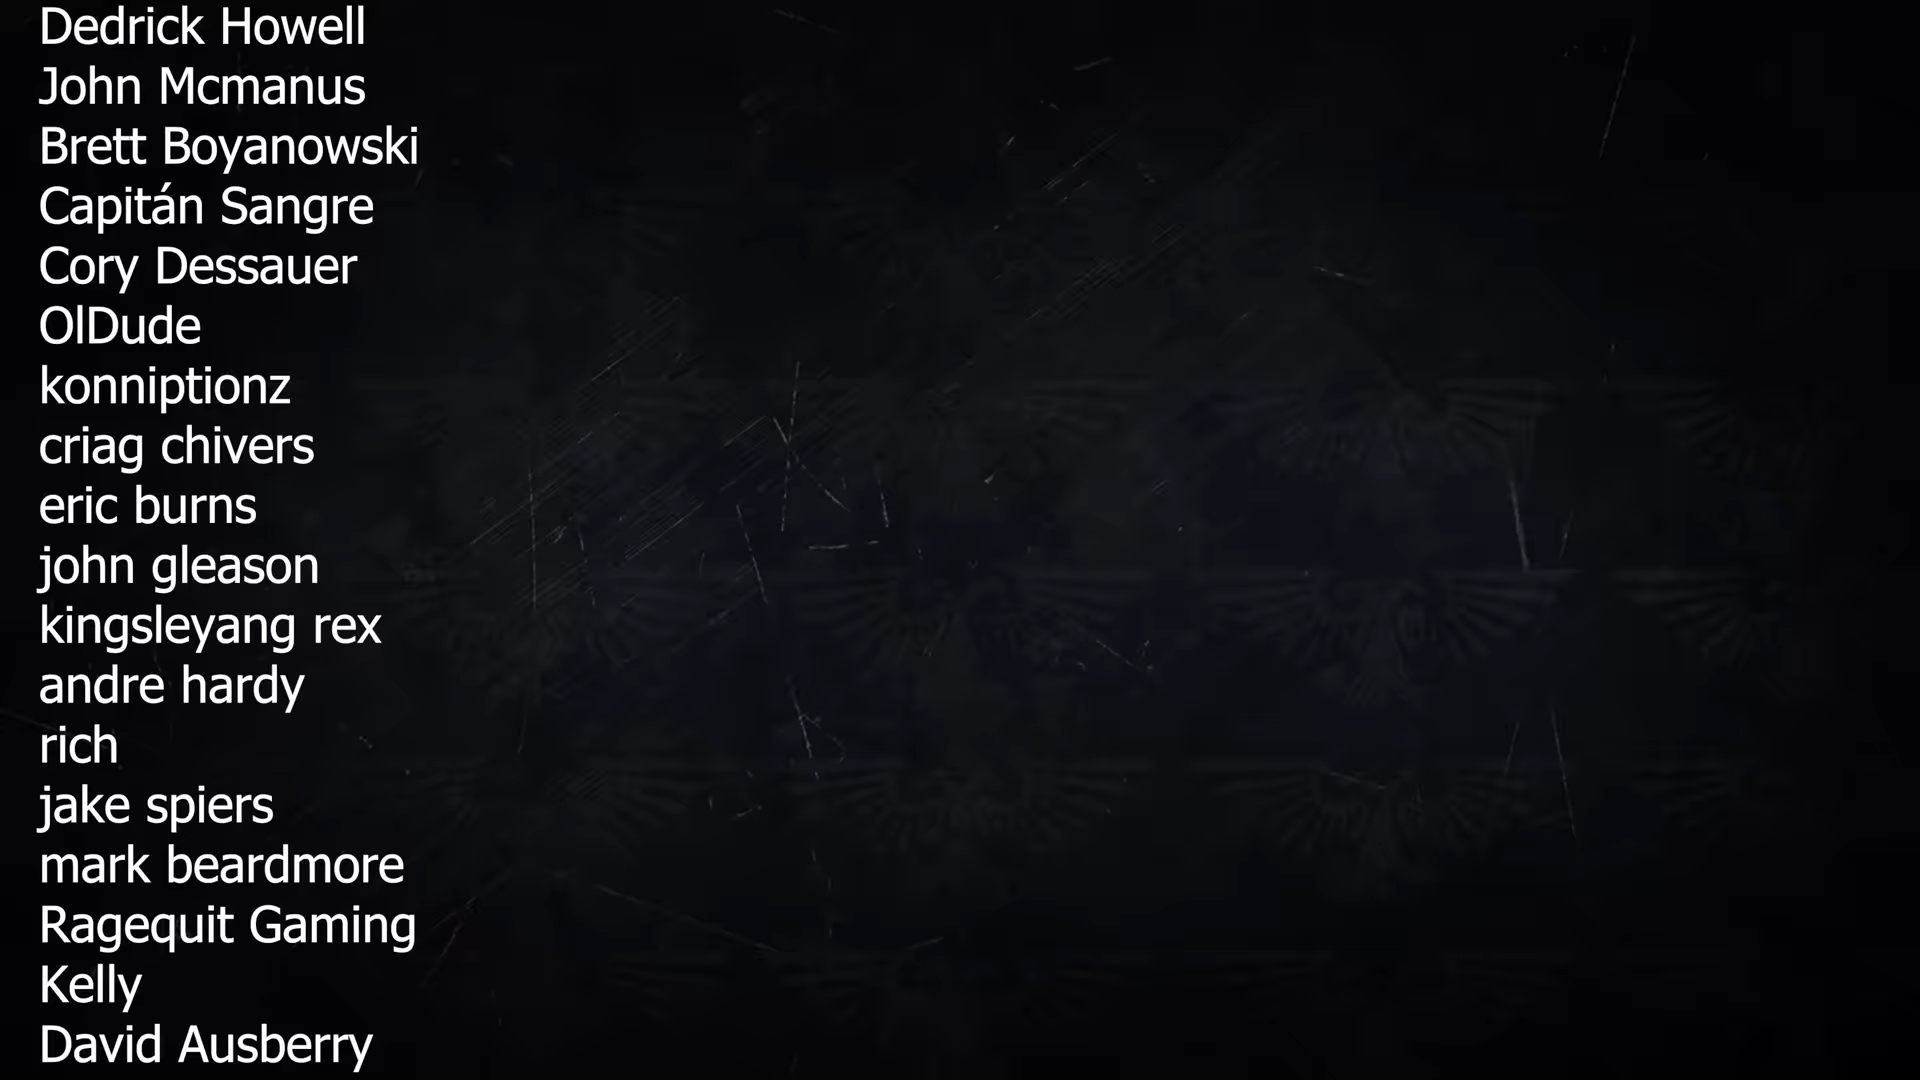 Dedrick Howell
John Mcmanus
Brett Boyanowski
Capitán Sangre
Cory Dessauer
OlDude
konniptionz
criag chivers
eric burns
john gleason
kingsleyang rex
andre hardy
rich
jake spiers
mark beardmore
Ragequit Gaming
Kelly
David Ausberry